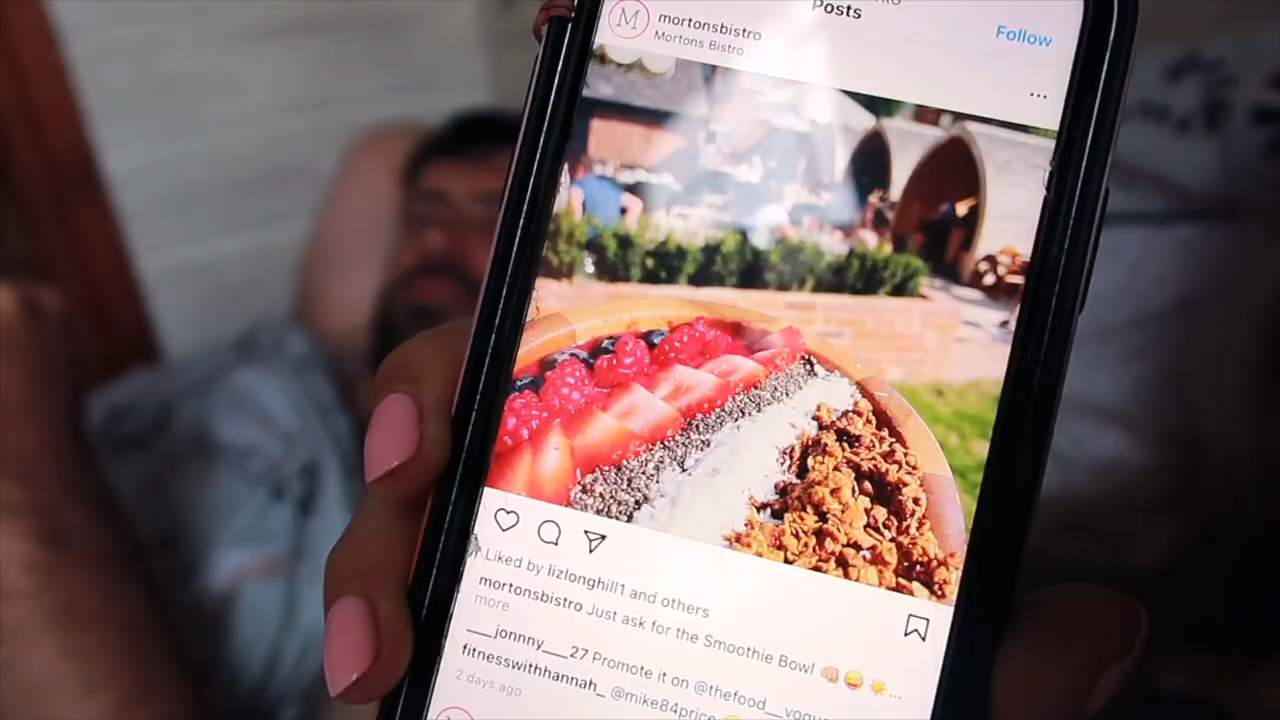 Posts
M
mortonsbistro
Mortons Bistro
Follow
...
Liked by lizlonghill1 and others
mortonsbistro Just ask for the Smoothie Bowl 👊🏽😜☀️...
more
___jonnny___27 Promote it on @thefood__vogue
fitnesswithhannah_ @mike84price
2 days ago